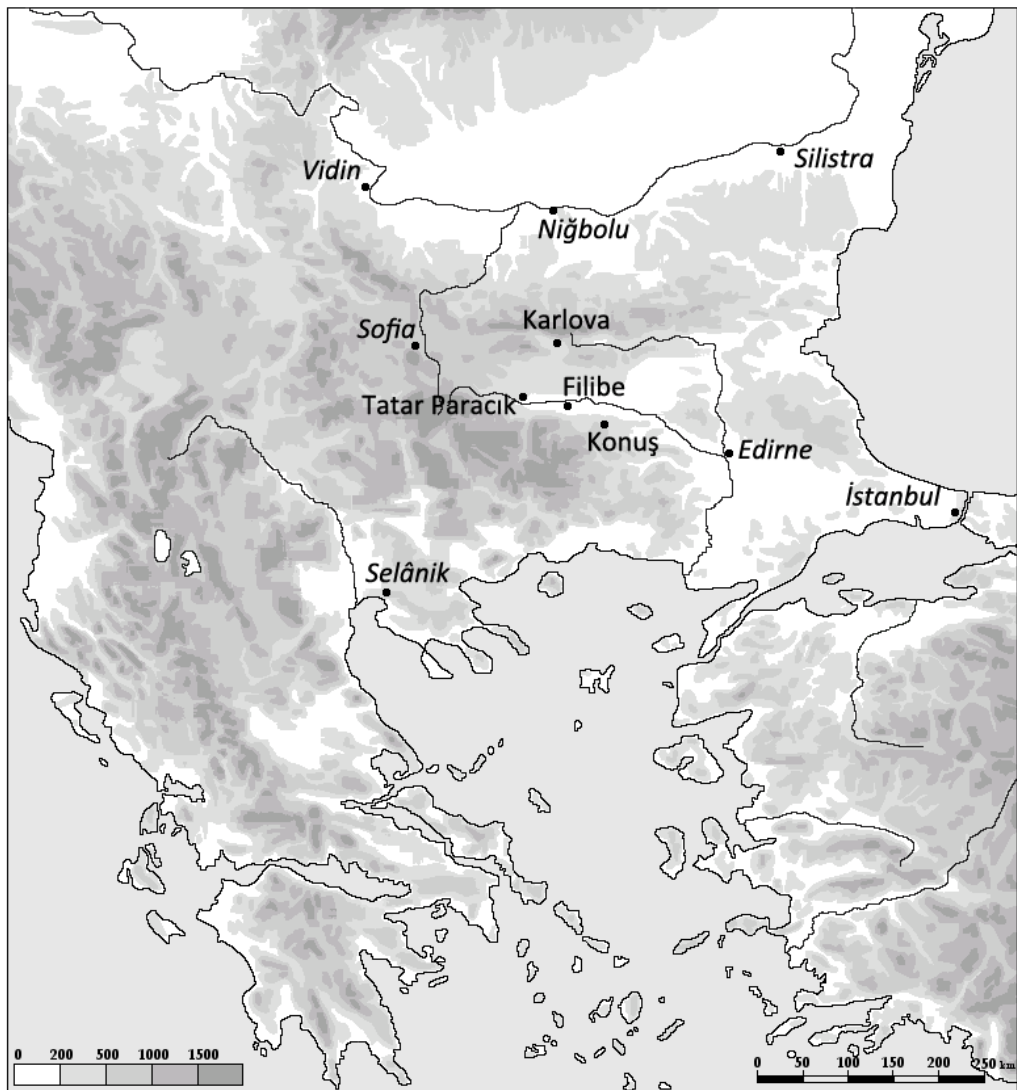 Silistra
Vidin
Niğbolu
Karlova
Sofia
Filibe
Tatar Paracık
Konuş
Edirne
İstanbul
Selânik
0 200 500 1000 1500
0 50 100 150 200 250 km